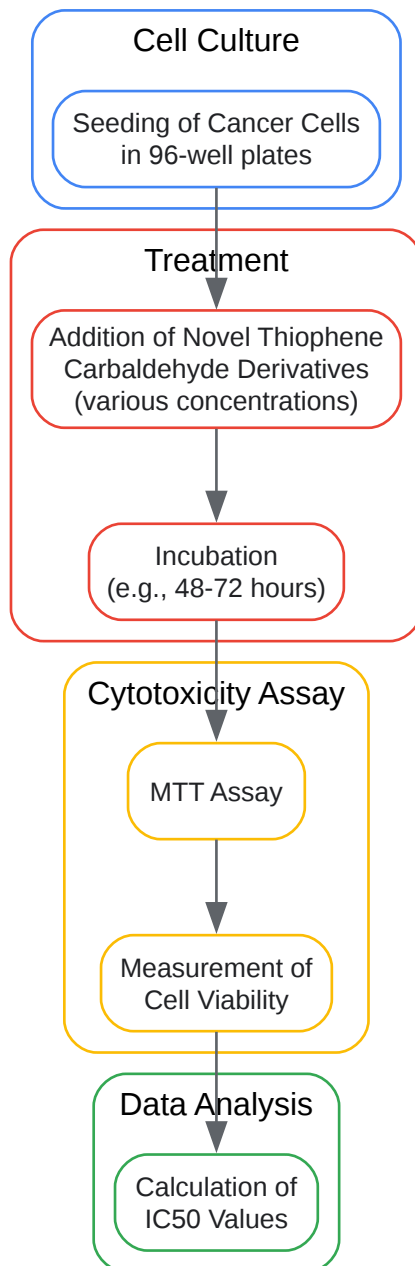 Cell Culture
Seeding of Cancer Cells
in 96-well plates
Treatment
Addition of Novel Thiophene
Carbaldehyde Derivatives
(various concentrations)
Incubation
(e.g., 48-72 hours)
Cytotoxicity Assay
MTT Assay
Measurement of
Cell Viability
Data Analysis
Calculation of
IC50 Values